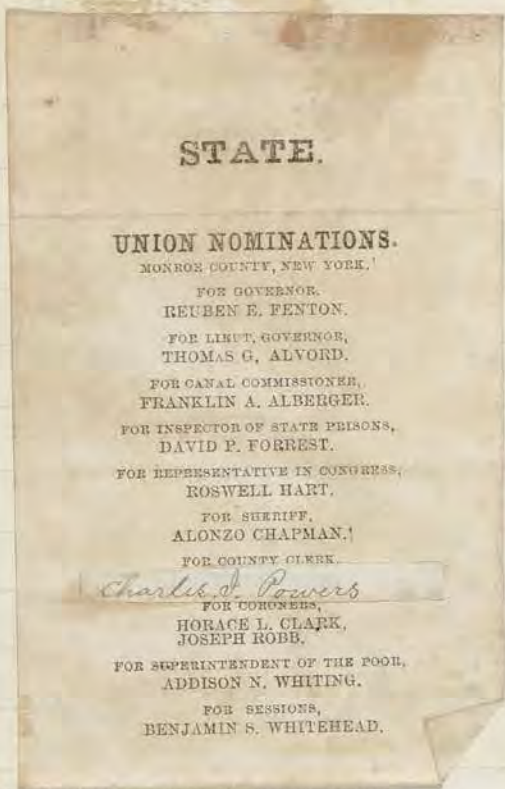 STATE.
UNION NOMINATIONS.
MONROE COUNTY, NEW YORK.
FOR GOVERNOR,
REUBEN E. FENTON.
FOR LIEUT. GOVERNOR,
THOMAS G, ALVORD.
FOR CANAL COMMISSIONER,
FRANKLIN A. ALBERGER.
FOR INSPECTOR OF STATE PRISONS,
DAVID P. FORREST.
FOR REPRESENTATIVE IN CONGRESS,
ROSWELL HART.
FOR SHERIFF,
ALONZO CHAPMAN.
FOR COUNTY CLERK.
Charles J. Powers
FOR CORONERS,
HORACE L. CLARK,
JOSEPH ROBB.
FOR SUPERINTENDENT OF THE POOR,
ADDISON N. WHITING.
FOR SESSIONS,
BENJAMIN S. WHITEHEAD.